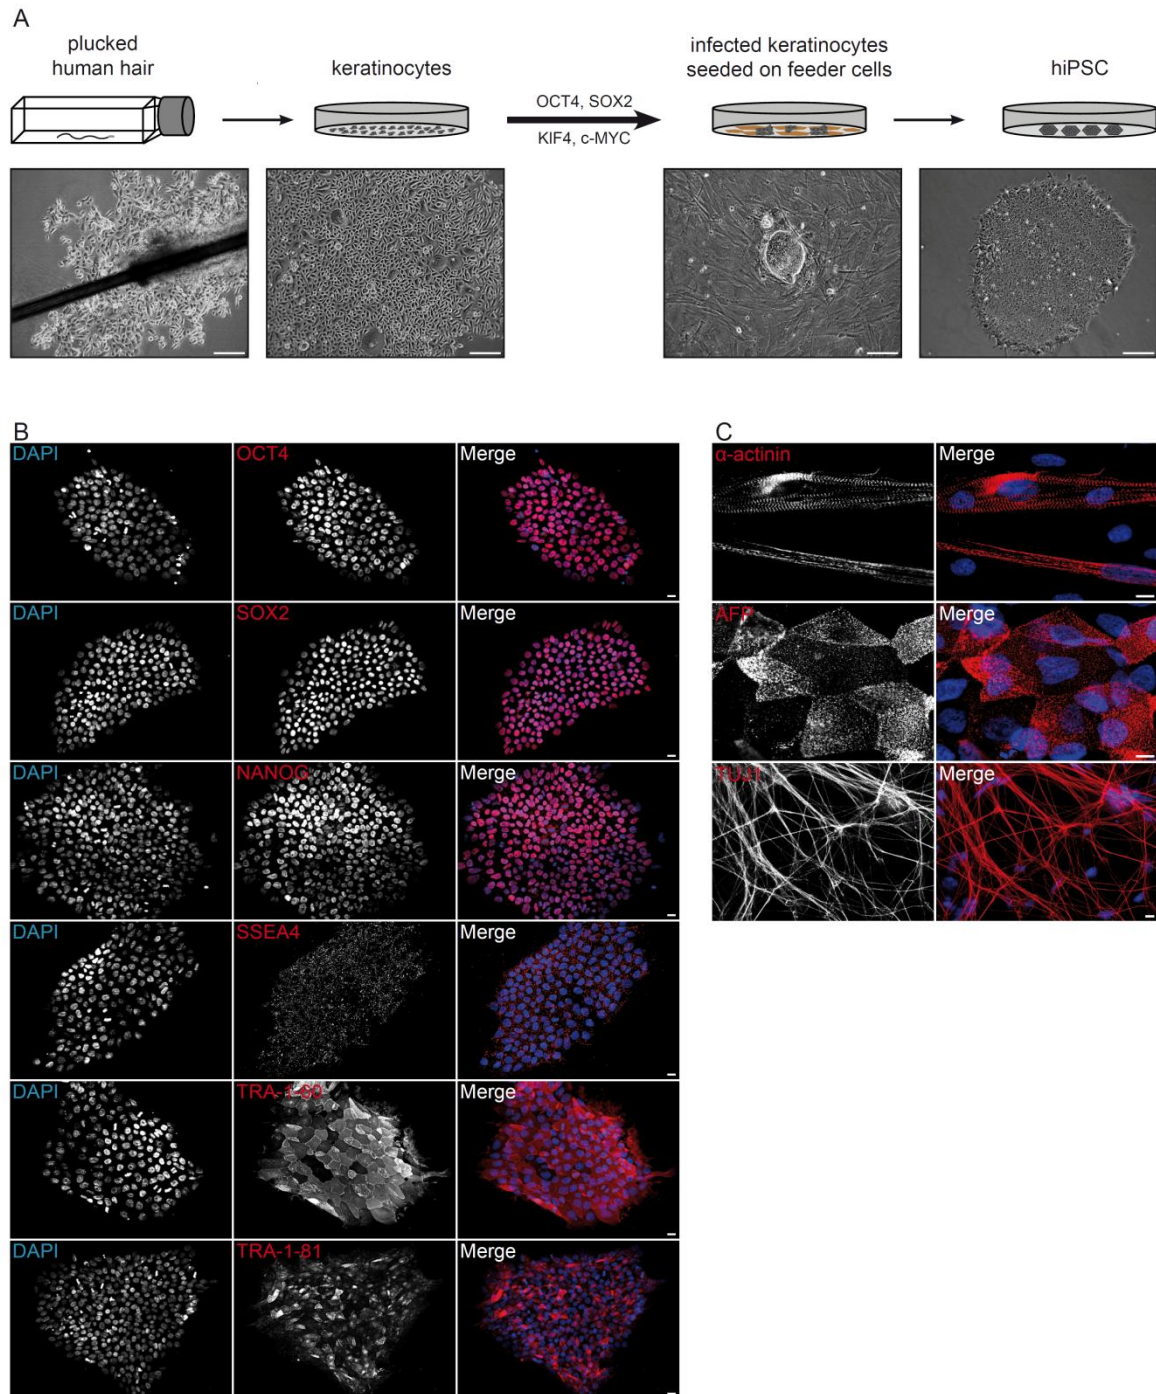 A
plucked
human hair
keratinocytes
OCT4, SOX2
KIF4, c-MYC
infected keratinocytes
seeded on feeder cells
hiPSC
B
DAPI OCT4 Merge
DAPI SOX2 Merge
DAPI NANOG Merge
DAPI SSEA4 Merge
DAPI TRA-1-60 Merge
DAPI TRA-1-81 Merge
C
α-actinin Merge
AFP Merge
TUJ1 Merge